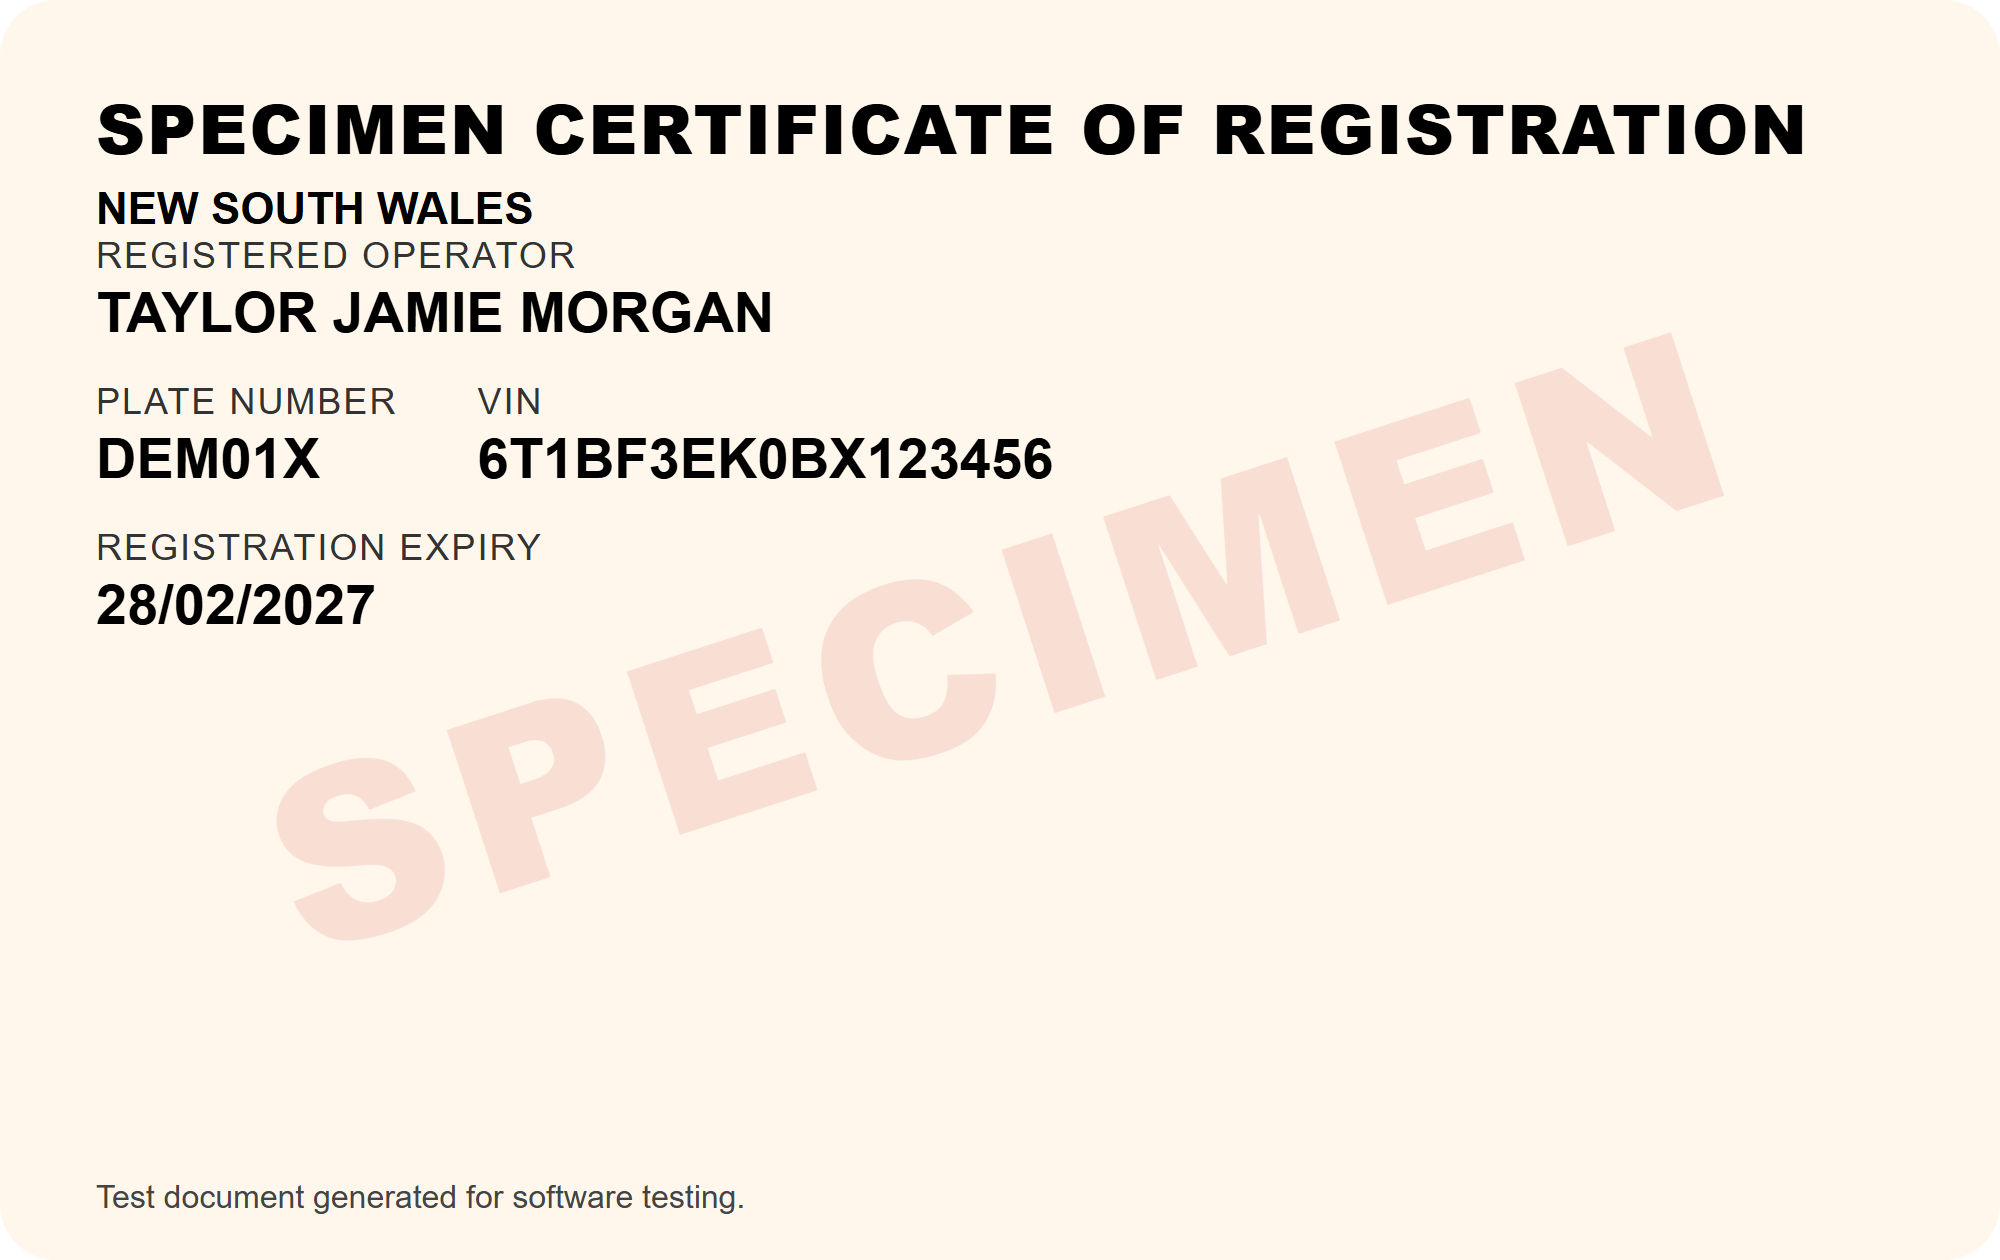 SPECIMEN CERTIFICATE OF REGISTRATION
NEW SOUTH WALES
REGISTERED OPERATOR
TAYLOR JAMIE MORGAN
PLATE NUMBER VIN
DEM01X 6T1BF3EK0BX123456
REGISTRATION EXPIRY
28/02/2027
SPECIMEN
Test document generated for software testing.